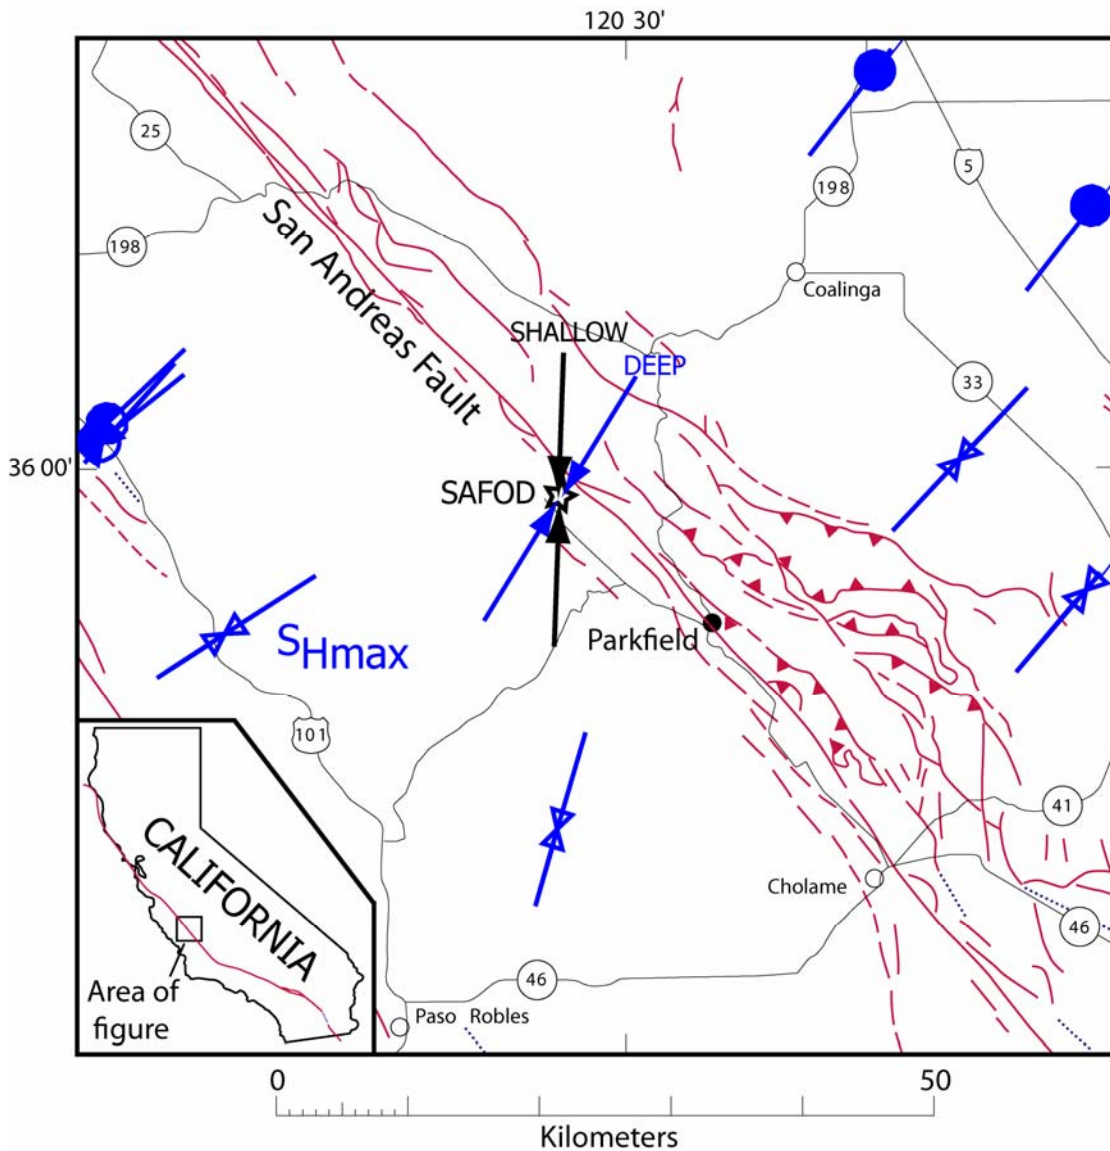 120 30'
25
5
198
198
San Andreas Fault
Coalinga
SHALLOW
DEEP
33
36 00'
SAFOD
Parkfield
SHmax
101
41
CALIFORNIA
Cholame
46
46
Area of
figure
Paso Robles
0
50
Kilometers